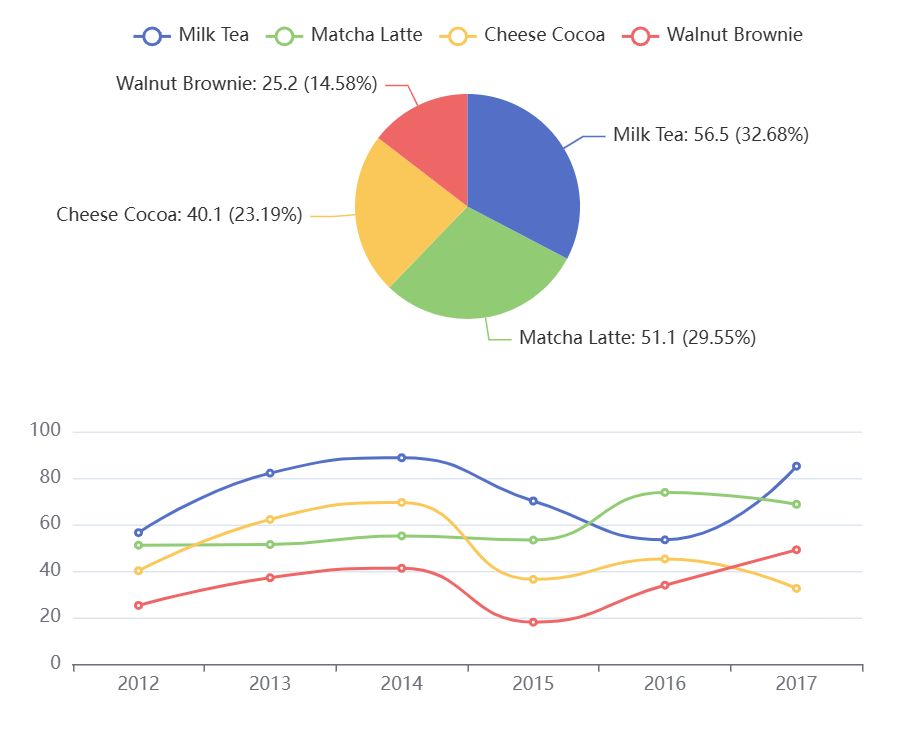 Milk Tea Matcha Latte Cheese Cocoa Walnut Brownie
Walnut Brownie: 25.2 (14.58%)
Milk Tea: 56.5 (32.68%)
Cheese Cocoa: 40.1 (23.19%)
Matcha Latte: 51.1 (29.55%)
100
80
60
40
20
0
2012 2013 2014 2015 2016 2017